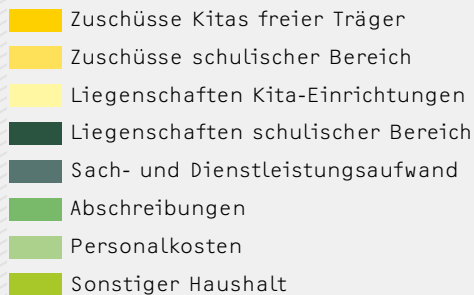 Zuschüsse Kitas freier Träger
Zuschüsse schulischer Bereich
Liegenschaften Kita-Einrichtungen
Liegenschaften schulischer Bereich
Sach- und Dienstleistungsaufwand
Abschreibungen
Personalkosten
Sonstiger Haushalt